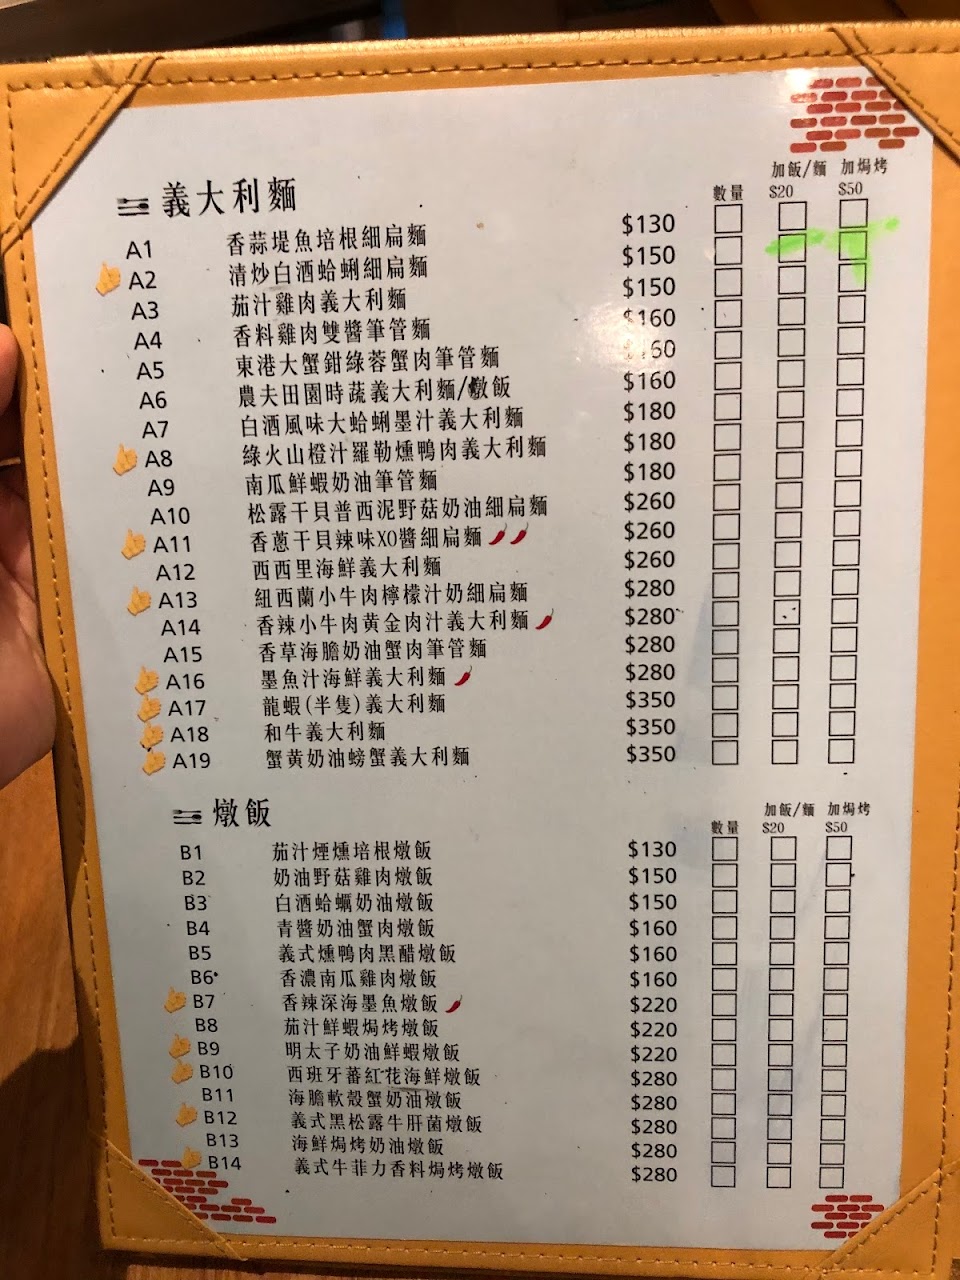 義大利麵 數量 加飯/麵 $20 加焗烤 $50
A1 香蒜堤魚培根細扁麵 $130
A2 清炒白酒蛤蜊細扁麵 $150
A3 茄汁雞肉義大利麵 $150
A4 香料雞肉雙醬筆管麵 $160
A5 東港大蟹鉗綠蓉蟹肉筆管麵 $160
A6 農夫田園時蔬義大利麵/燉飯 $160
A7 白酒風味大蛤蜊墨汁義大利麵 $180
A8 綠火山橙汁羅勒燻鴨肉義大利麵 $180
A9 南瓜鮮蝦奶油筆管麵 $180
A10 松露干貝普西泥野菇奶油細扁麵 $260
A11 香蔥干貝辣味XO醬細扁麵 $260
A12 西西里海鮮義大利麵 $260
A13 紐西蘭小牛肉檸檬汁奶細扁麵 $280
A14 香辣小牛肉黃金肉汁義大利麵 $280
A15 香草海膽奶油蟹肉筆管麵 $280
A16 墨魚汁海鮮義大利麵 $280
A17 龍蝦(半隻)義大利麵 $350
A18 和牛義大利麵 $350
A19 蟹黃奶油螃蟹義大利麵 $350
燉飯 數量 加飯/麵 $20 加焗烤 $50
B1 茄汁煙燻培根燉飯 $130
B2 奶油野菇雞肉燉飯 $150
B3 白酒蛤蠣奶油燉飯 $150
B4 青醬奶油蟹肉燉飯 $160
B5 義式燻鴨肉黑醋燉飯 $160
B6 香濃南瓜雞肉燉飯 $160
B7 香辣深海墨魚燉飯 $220
B8 茄汁鮮蝦焗烤燉飯 $220
B9 明太子奶油鮮蝦燉飯 $220
B10 西班牙蕃紅花海鮮燉飯 $280
B11 海膽軟殼蟹奶油燉飯 $280
B12 義式黑松露牛肝菌燉飯 $280
B13 海鮮焗烤奶油燉飯 $280
B14 義式牛菲力香料焗烤燉飯 $280